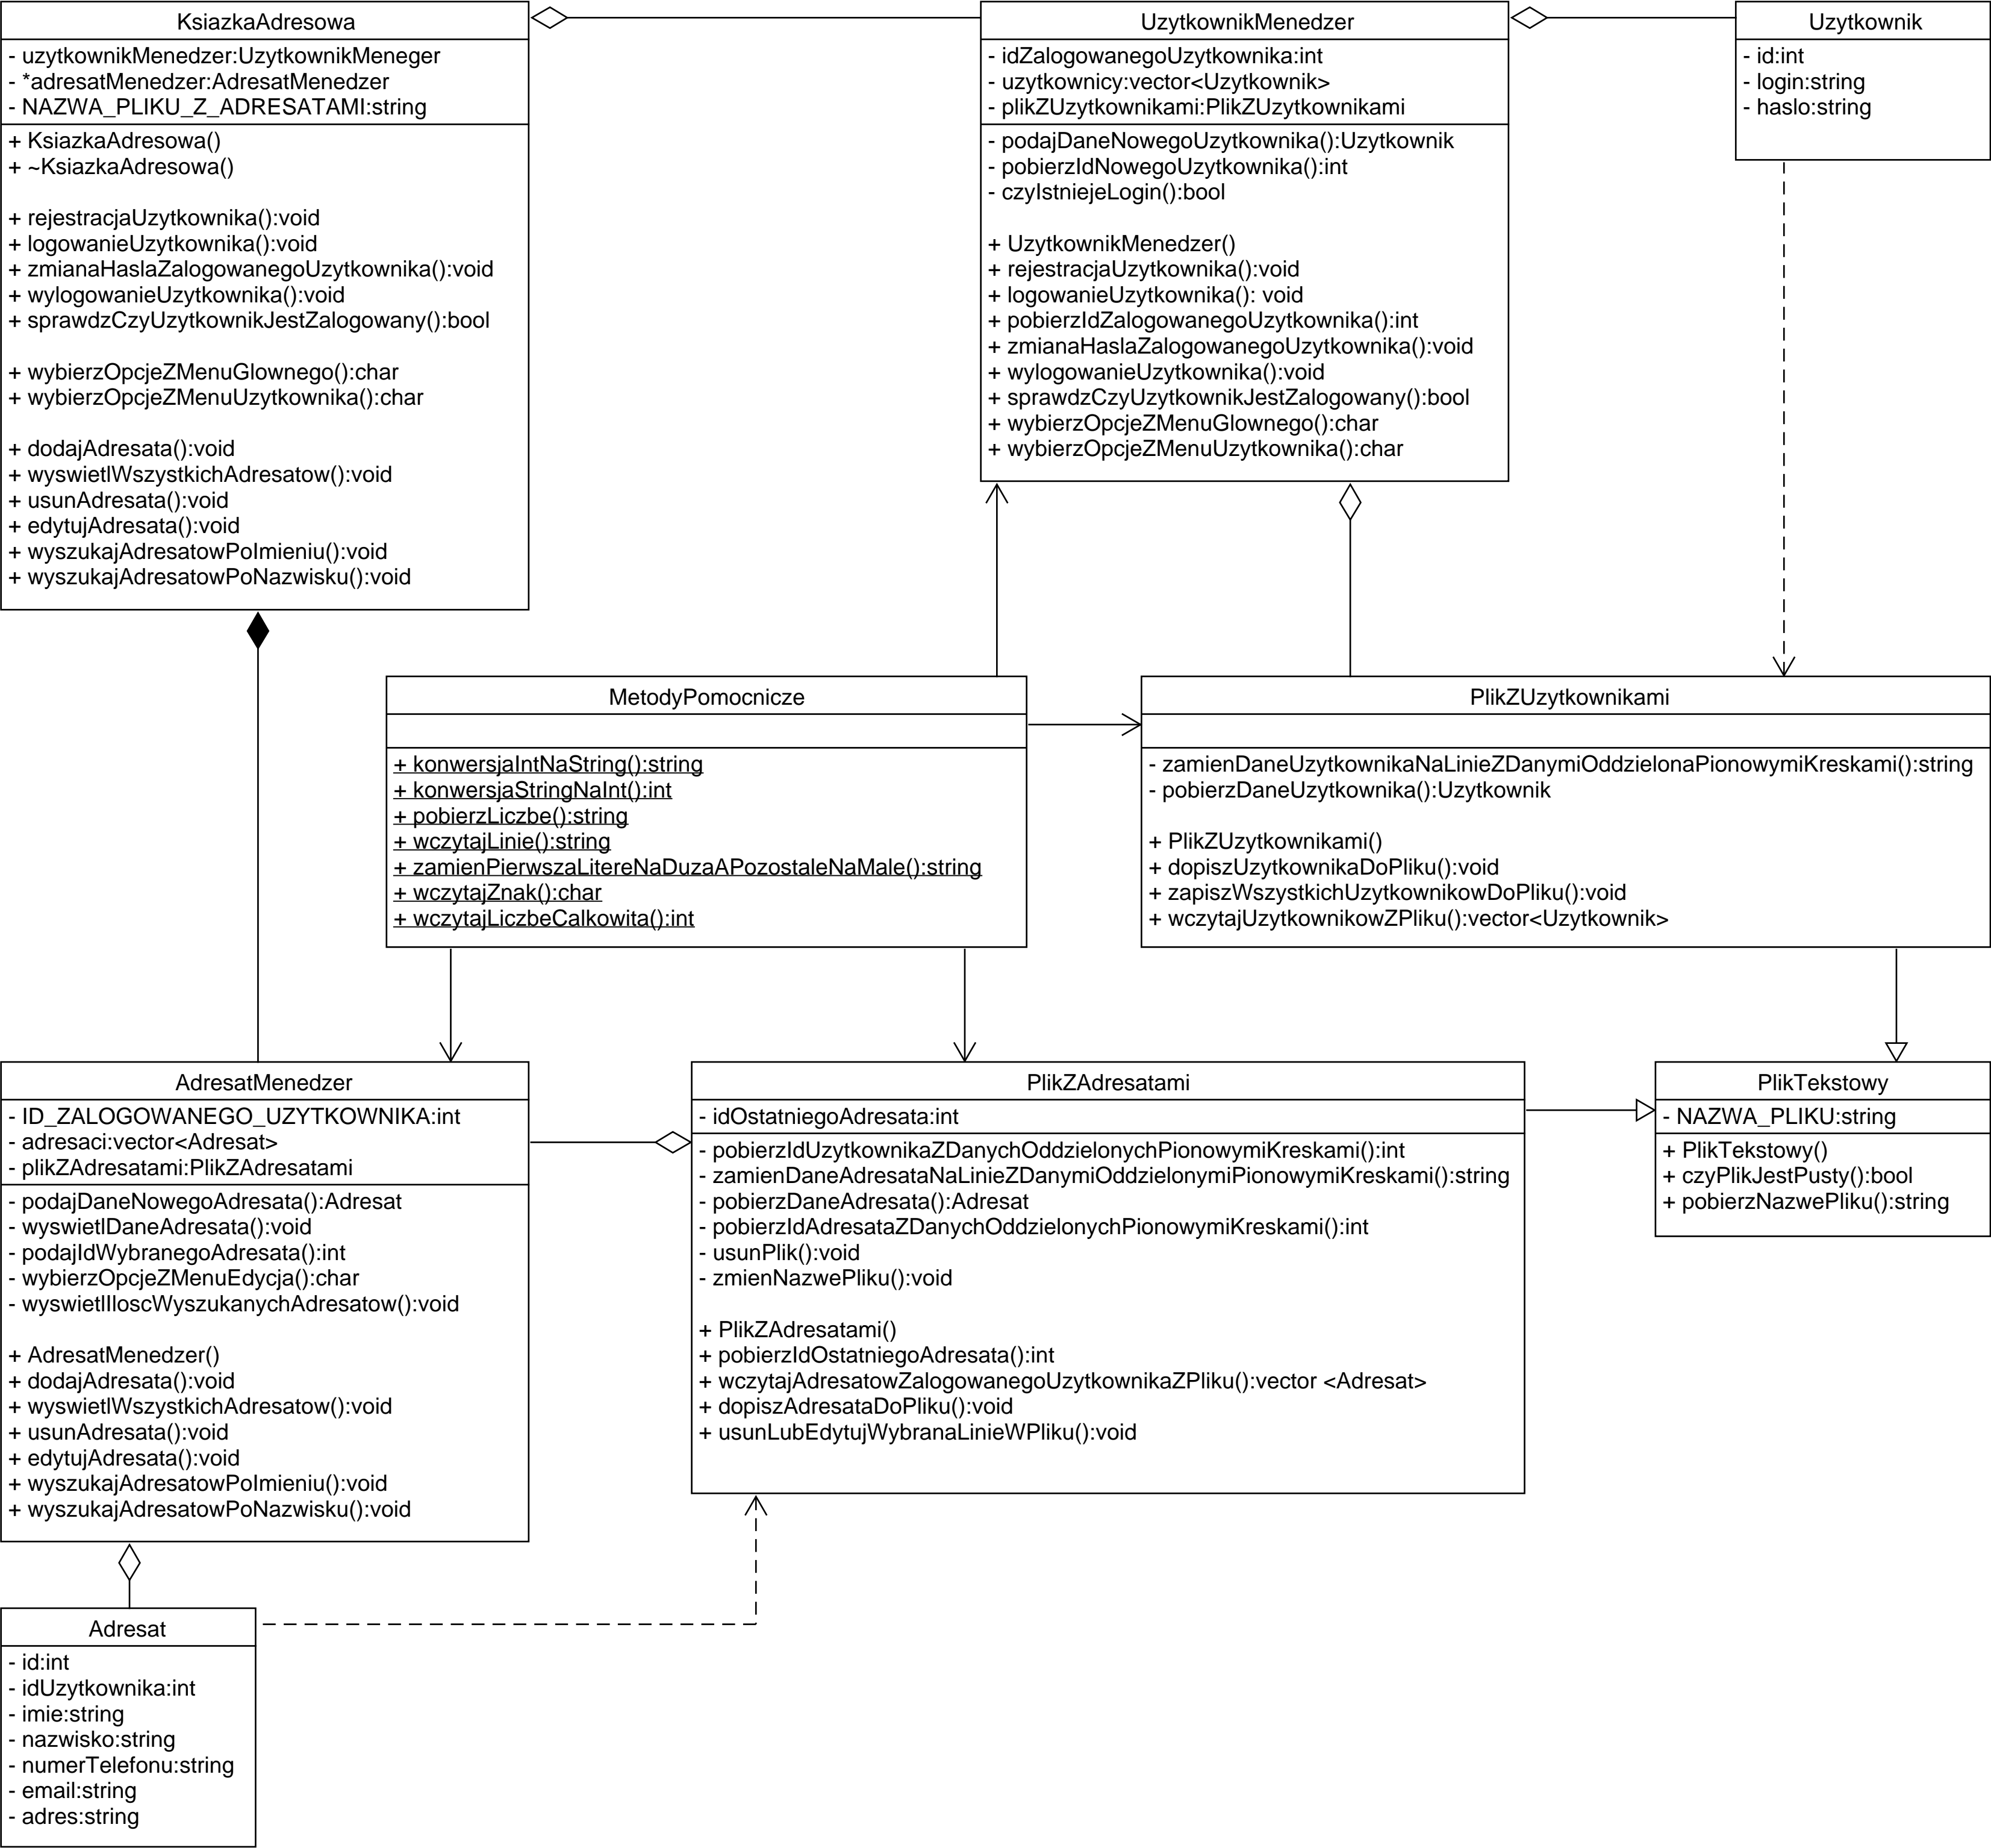 KsiazkaAdresowa
- uzytkownikMenedzer:UzytkownikMeneger
- *adresatMenedzer:AdresatMenedzer
- NAZWA_PLIKU_Z_ADRESATAMI:string
+ KsiazkaAdresowa()
+ ~KsiazkaAdresowa()
+ rejestracjaUzytkownika():void
+ logowanieUzytkownika():void
+ zmianaHaslaZalogowanegoUzytkownika():void
+ wylogowanieUzytkownika():void
+ sprawdzCzyUzytkownikJestZalogowany():bool
+ wybierzOpcjeZMenuGlownego():char
+ wybierzOpcjeZMenuUzytkownika():char
+ dodajAdresata():void
+ wyswietlWszystkichAdresatow():void
+ usunAdresata():void
+ edytujAdresata():void
+ wyszukajAdresatowPoImieniu():void
+ wyszukajAdresatowPoNazwisku():void
UzytkownikMenedzer
- idZalogowanegoUzytkownika:int
- uzytkownicy:vector<Uzytkownik>
- plikZUzytkownikami:PlikZUzytkownikami
- podajDaneNowegoUzytkownika():Uzytkownik
- pobierzIdNowegoUzytkownika():int
- czyIstniejeLogin():bool
+ UzytkownikMenedzer()
+ rejestracjaUzytkownika():void
+ logowanieUzytkownika(): void
+ pobierzIdZalogowanegoUzytkownika():int
+ zmianaHaslaZalogowanegoUzytkownika():void
+ wylogowanieUzytkownika():void
+ sprawdzCzyUzytkownikJestZalogowany():bool
+ wybierzOpcjeZMenuGlownego():char
+ wybierzOpcjeZMenuUzytkownika():char
Uzytkownik
- id:int
- login:string
- haslo:string
MetodyPomocnicze
+ konwersjaIntNaString():string
+ konwersjaStringNaInt():int
+ pobierzLiczbe():string
+ wczytajLinie():string
+ zamienPierwszaLitereNaDuzaAPozostaleNaMale():string
+ wczytajZnak():char
+ wczytajLiczbeCalkowita():int
PlikZUzytkownikami
- zamienDaneUzytkownikaNaLinieZDanymiOddzielonaPionowymiKreskami():string
- pobierzDaneUzytkownika():Uzytkownik
+ PlikZUzytkownikami()
+ dopiszUzytkownikaDoPliku():void
+ zapiszWszystkichUzytkownikowDoPliku():void
+ wczytajUzytkownikowZPliku():vector<Uzytkownik>
AdresatMenedzer
- ID_ZALOGOWANEGO_UZYTKOWNIKA:int
- adresaci:vector<Adresat>
- plikZAdresatami:PlikZAdresatami
- podajDaneNowegoAdresata():Adresat
- wyswietlDaneAdresata():void
- podajIdWybranegoAdresata():int
- wybierzOpcjeZMenuEdycja():char
- wyswietlIloscWyszukanychAdresatow():void
+ AdresatMenedzer()
+ dodajAdresata():void
+ wyswietlWszystkichAdresatow():void
+ usunAdresata():void
+ edytujAdresata():void
+ wyszukajAdresatowPoImieniu():void
+ wyszukajAdresatowPoNazwisku():void
PlikZAdresatami
- idOstatniegoAdresata:int
- pobierzIdUzytkownikaZDanychOddzielonychPionowymiKreskami():int
- zamienDaneAdresataNaLinieZDanymiOddzielonymiPionowymiKreskami():string
- pobierzDaneAdresata():Adresat
- pobierzIdAdresataZDanychOddzielonychPionowymiKreskami():int
- usunPlik():void
- zmienNazwePliku():void
+ PlikZAdresatami()
+ pobierzIdOstatniegoAdresata():int
+ wczytajAdresatowZalogowanegoUzytkownikaZPliku():vector <Adresat>
+ dopiszAdresataDoPliku():void
+ usunLubEdytujWybranaLinieWPliku():void
PlikTekstowy
- NAZWA_PLIKU:string
+ PlikTekstowy()
+ czyPlikJestPusty():bool
+ pobierzNazwePliku():string
Adresat
- id:int
- idUzytkownika:int
- imie:string
- nazwisko:string
- numerTelefonu:string
- email:string
- adres:string